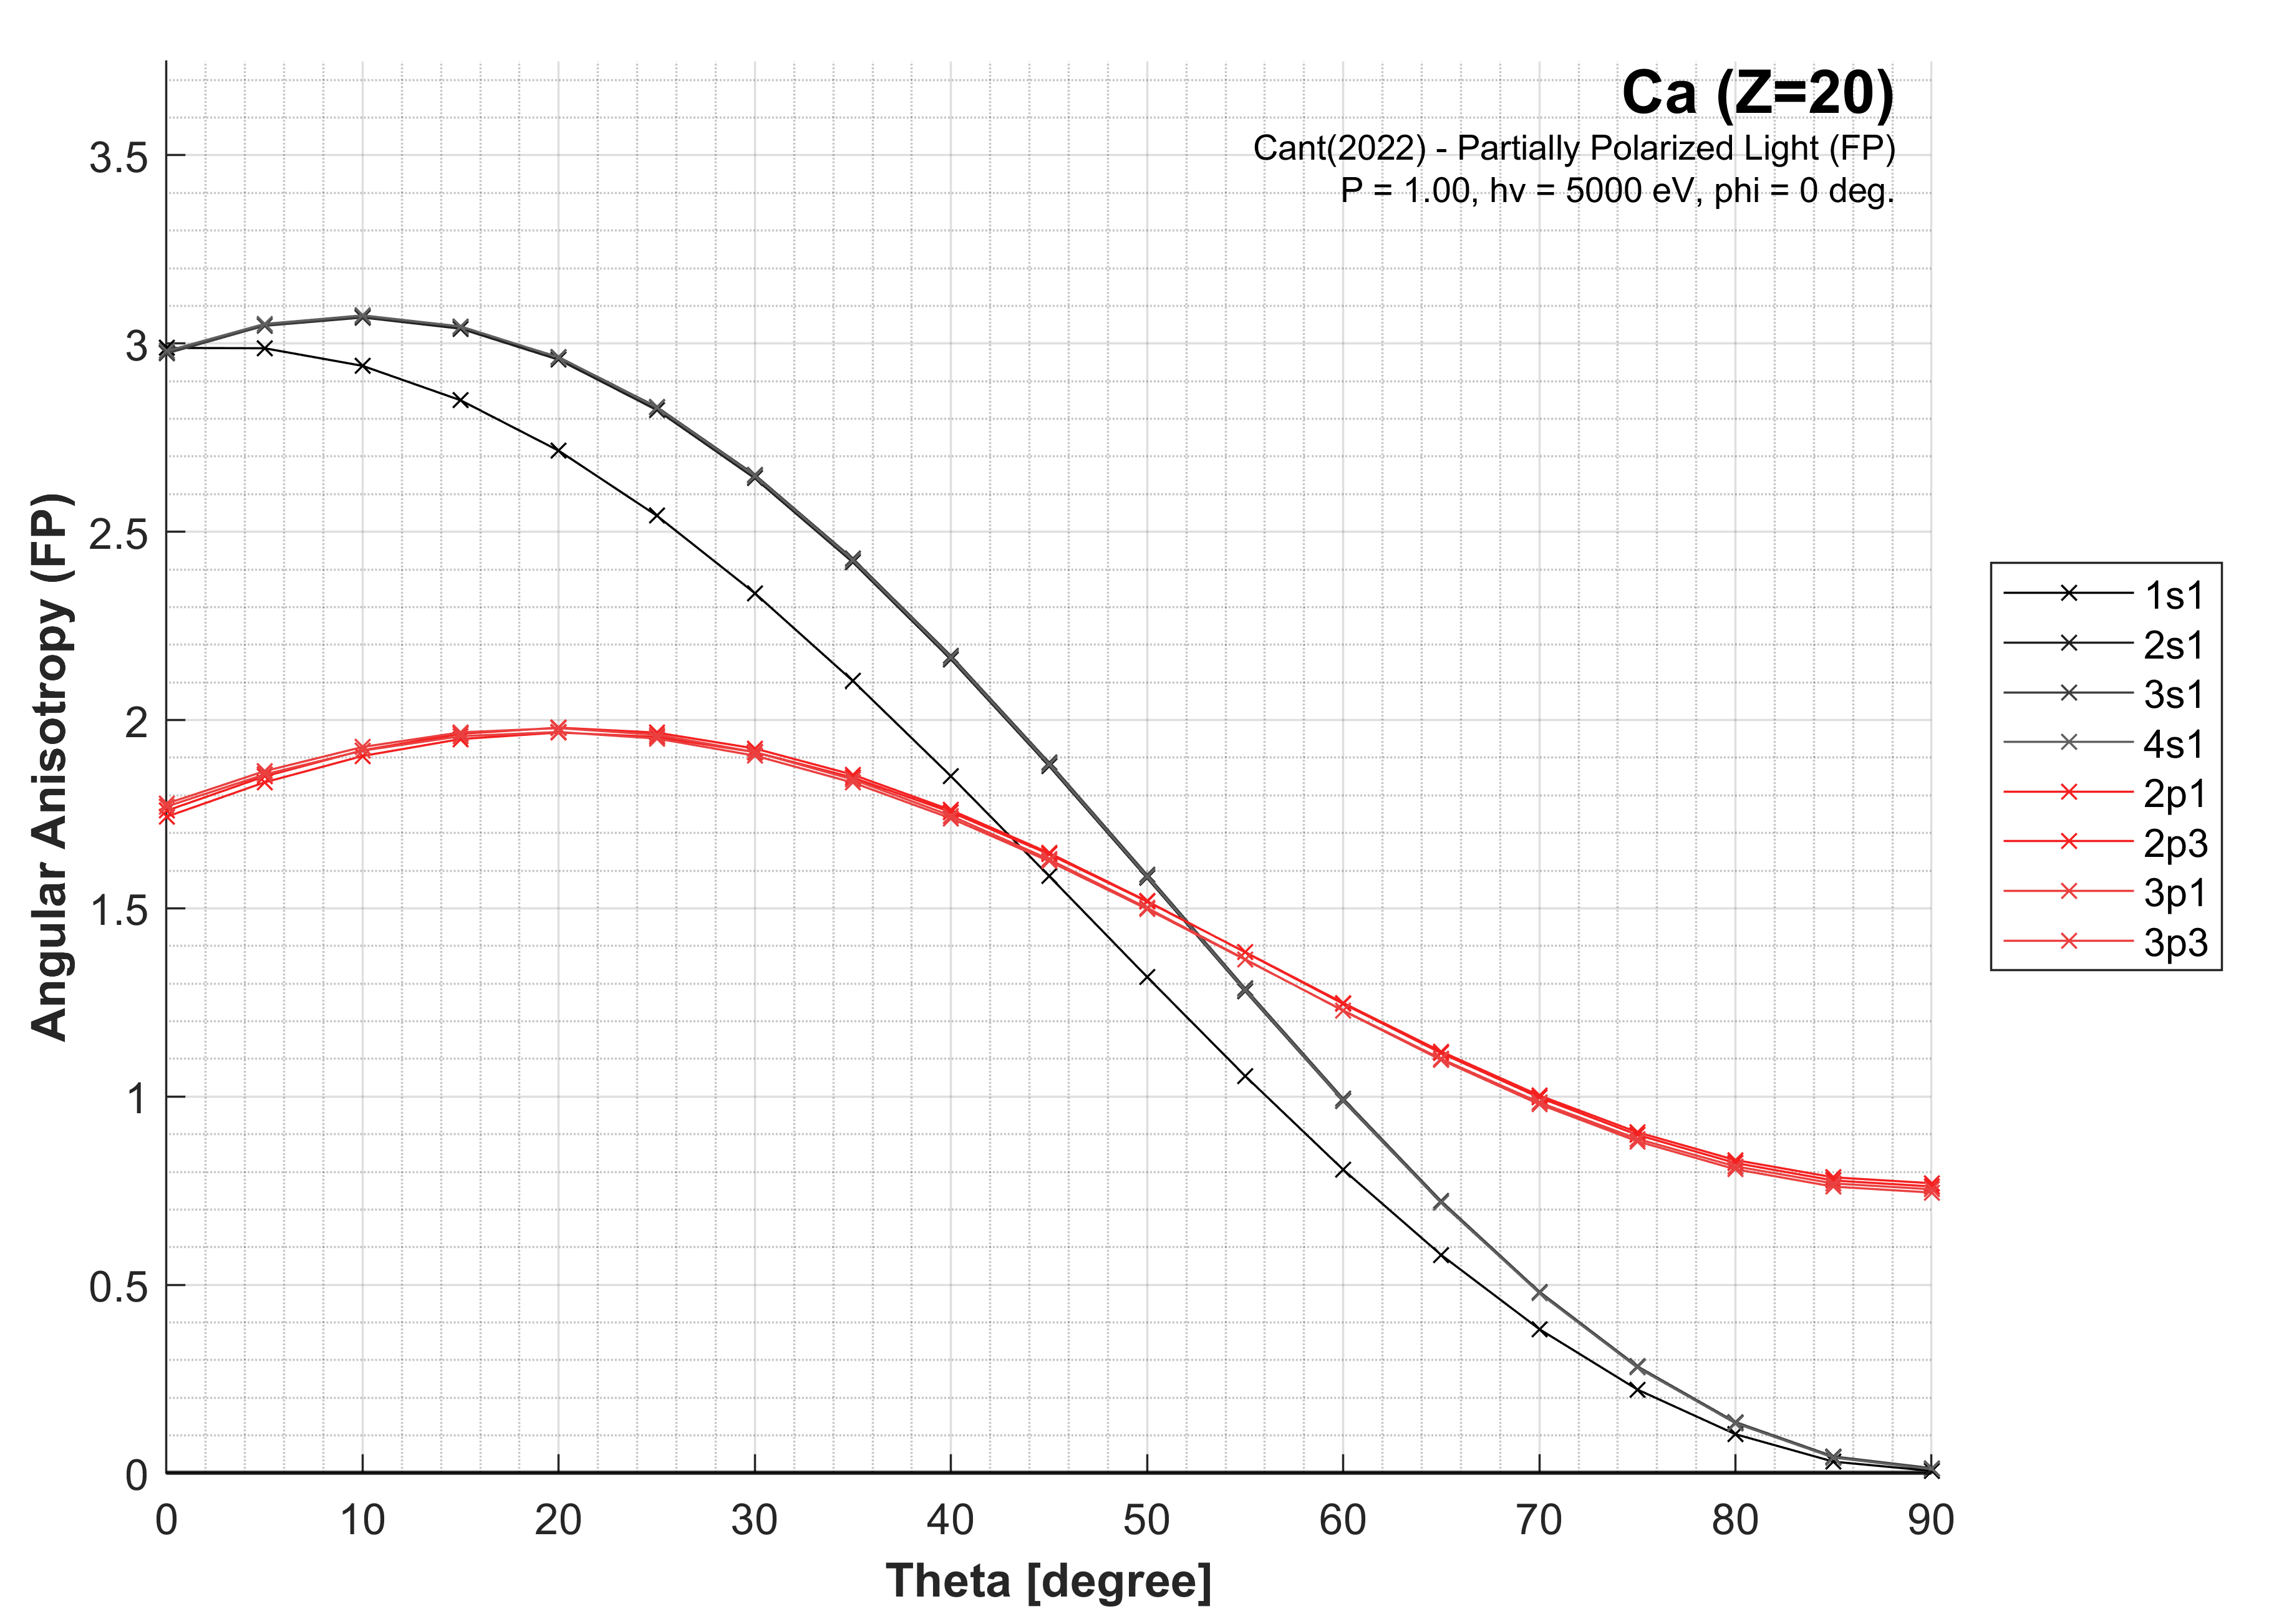 Ca (Z=20)
Cant(2022) - Partially Polarized Light (FP)
P = 1.00, hv = 5000 eV, phi = 0 deg.
Angular Anisotropy (FP)
3.5
3
2.5
2
1.5
1
0.5
0
0 10 20 30 40 50 60 70 80 90
Theta [degree]
1s1
2s1
3s1
4s1
2p1
2p3
3p1
3p3